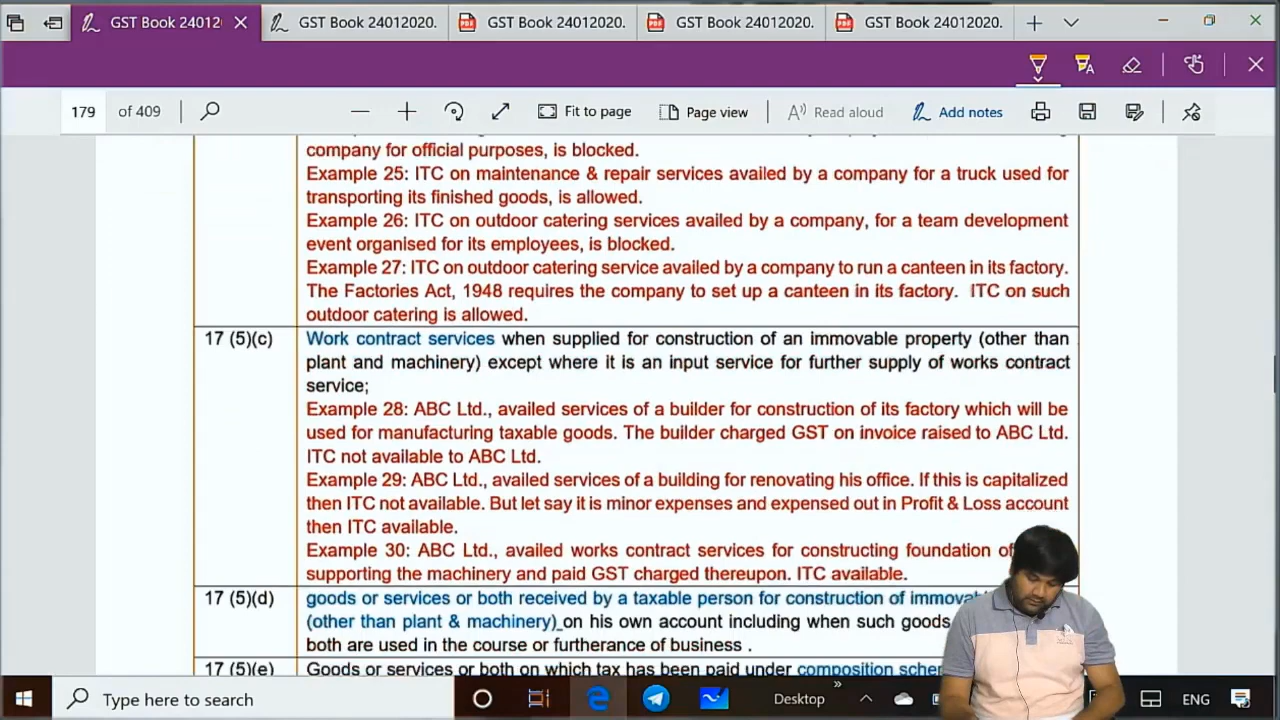 GST Book 24012
GST Book 24012020.
GST Book 24012020.
GST Book 24012020.
GST Book 24012020.
179 of 409
Fit to page
Page view
Read aloud
Add notes
company for official purposes, is blocked.
Example 25: ITC on maintenance & repair services availed by a company for a truck used for
transporting its finished goods, is allowed.
Example 26: ITC on outdoor catering services availed by a company, for a team development
event organised for its employees, is blocked.
Example 27: ITC on outdoor catering service availed by a company to run a canteen in its factory.
The Factories Act, 1948 requires the company to set up a canteen in its factory. ITC on such
outdoor catering is allowed.
17 (5)(c) Work contract services when supplied for construction of an immovable property (other than
plant and machinery) except where it is an input service for further supply of works contract
service;
Example 28: ABC Ltd., availed services of a builder for construction of its factory which will be
used for manufacturing taxable goods. The builder charged GST on invoice raised to ABC Ltd.
ITC not available to ABC Ltd.
Example 29: ABC Ltd., availed services of a building for renovating his office. If this is capitalized
then ITC not available. But let say it is minor expenses and expensed out in Profit & Loss account
then ITC available.
Example 30: ABC Ltd., availed works contract services for constructing foundation of
supporting the machinery and paid GST charged thereupon. ITC available.
17 (5)(d) goods or services or both received by a taxable person for construction of
(other than plant & machinery) on his own account including when such goods
both are used in the course or furtherance of business .
17 (5)(e) Goods or services or both on which tax has been paid under composition
Type here to search
Desktop
ENG